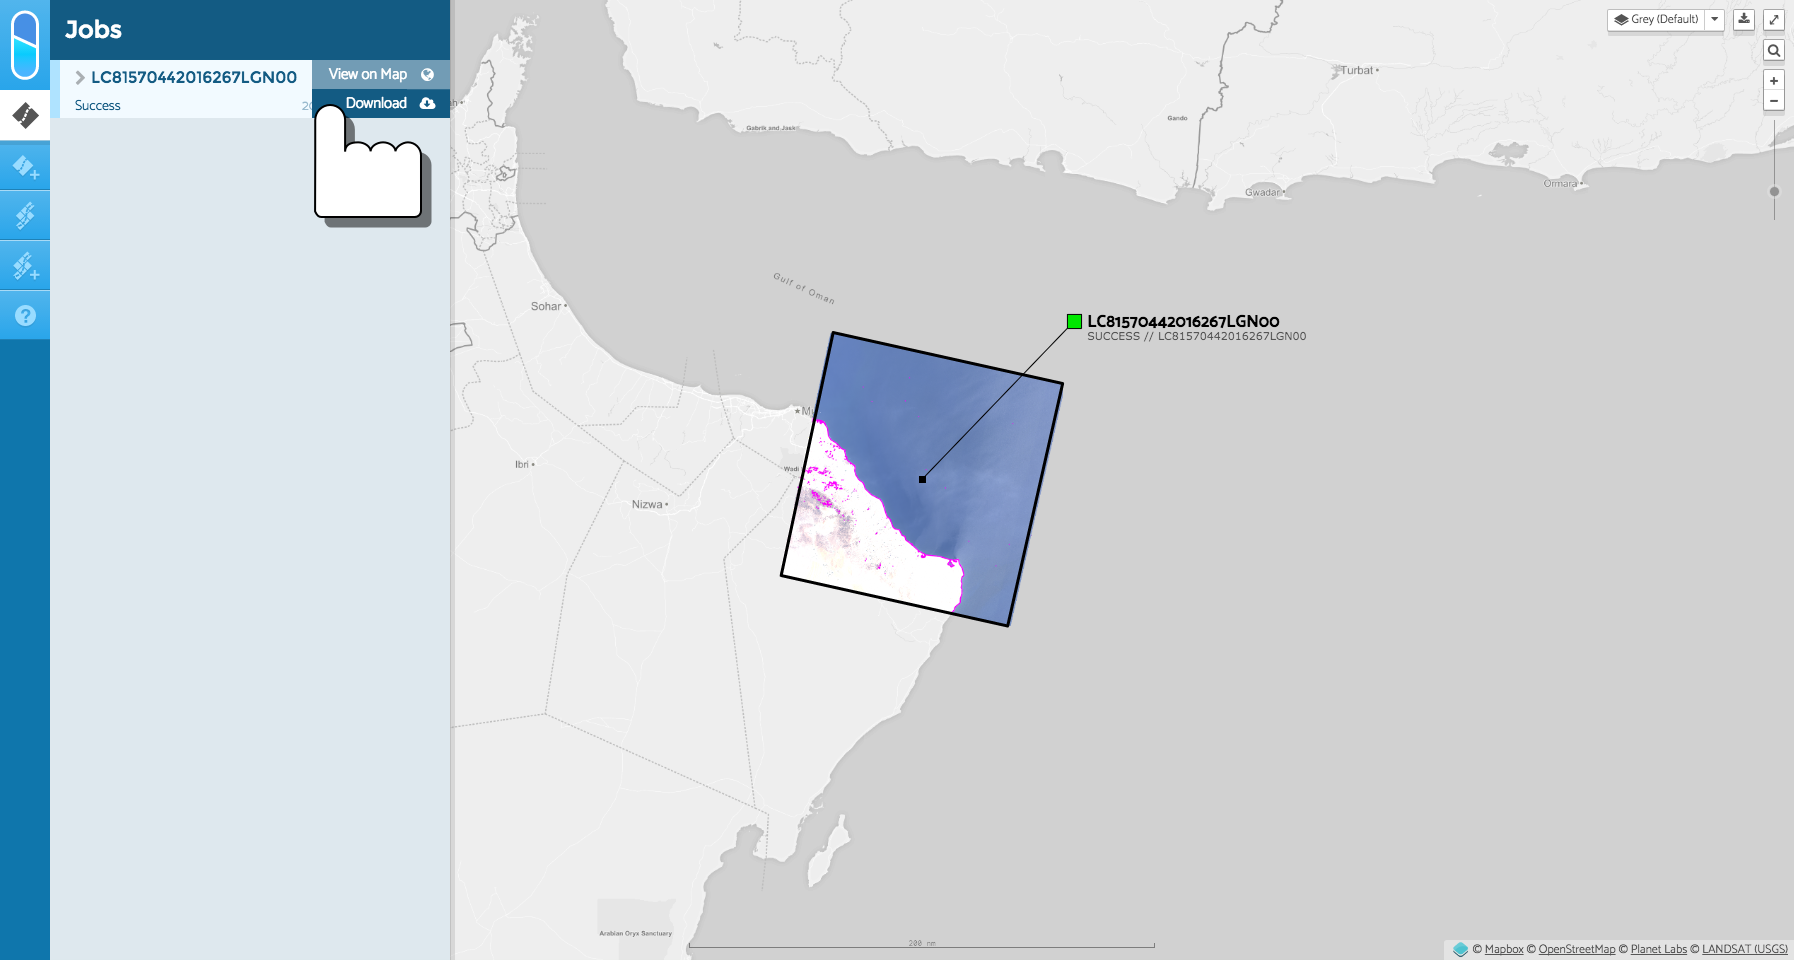 Jobs
LC81570442016267LGN00
View on Map
Success
Download
Grey (Default)
Turbat
Gabrik and Jask
Gando
Gwadar
Ormara
Gulf of Oman
Sohar
LC81570442016267LGN00
SUCCESS // LC81570442016267LGN00
Ibri
Wadi
Nizwa
Arabian Oryx Sanctuary
200 nm
© Mapbox © OpenStreetMap © Planet Labs © LANDSAT (USGS)